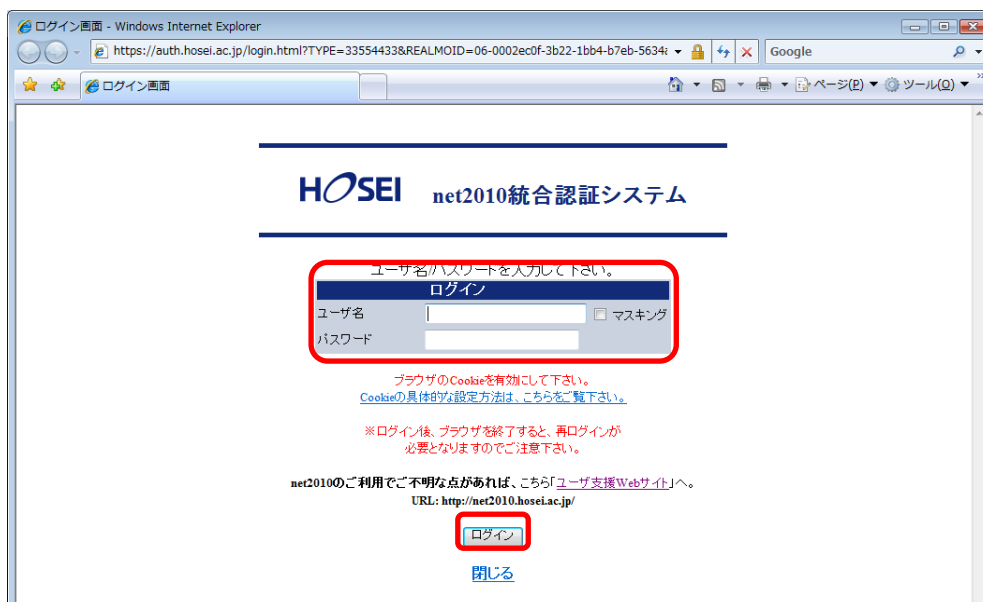 ログイン画面 - Windows Internet Explorer
https://auth.hosei.ac.jp/login.html?TYPE=33554433&REALMOID=06-0002ec0f-3b22-1bb4-b7eb-5634
Google
ログイン画面
ページ(P)
ツール(O)
HOSEI net2010統合認証システム
ユーザ名/パスワードを入力して下さい。
ログイン
ユーザ名
マスキング
パスワード
ブラウザのCookieを有効にして下さい。
Cookieの具体的な設定方法は、こちらをご覧下さい。
※ログイン後、ブラウザを終了すると、再ログインが
必要となりますのでご注意下さい。
net2010のご利用でご不明な点があれば、こちら「ユーザ支援Webサイト」へ。
URL: http://net2010.hosei.ac.jp/
ログイン
閉じる